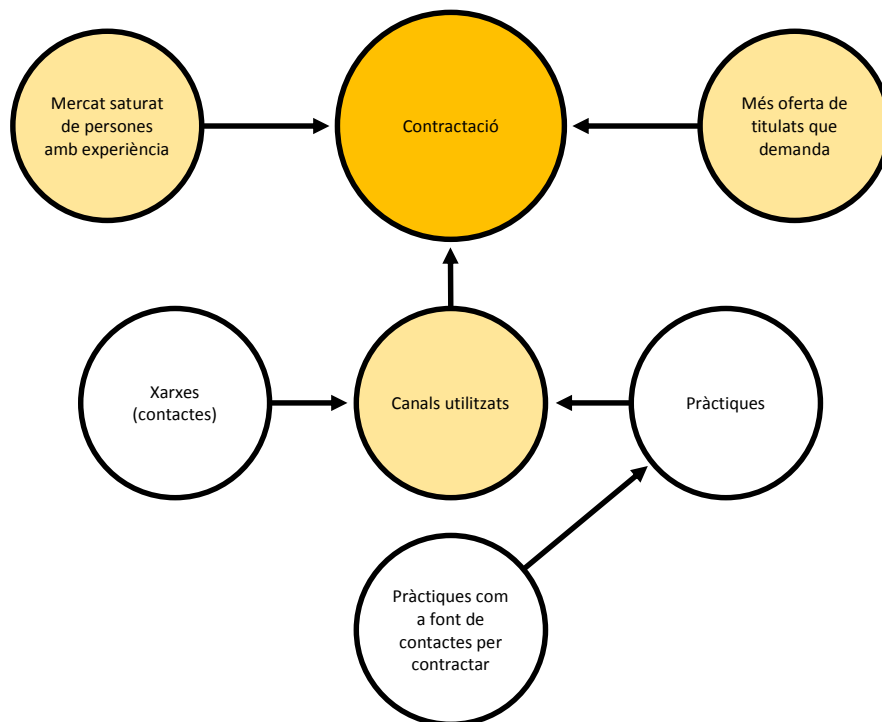 Mercat saturat
de persones
amb experiència
Contractació
Més oferta de
titulats que
demanda
Xarxes
(contactes)
Canals utilitzats
Pràctiques
Pràctiques com
a font de
contactes per
contractar